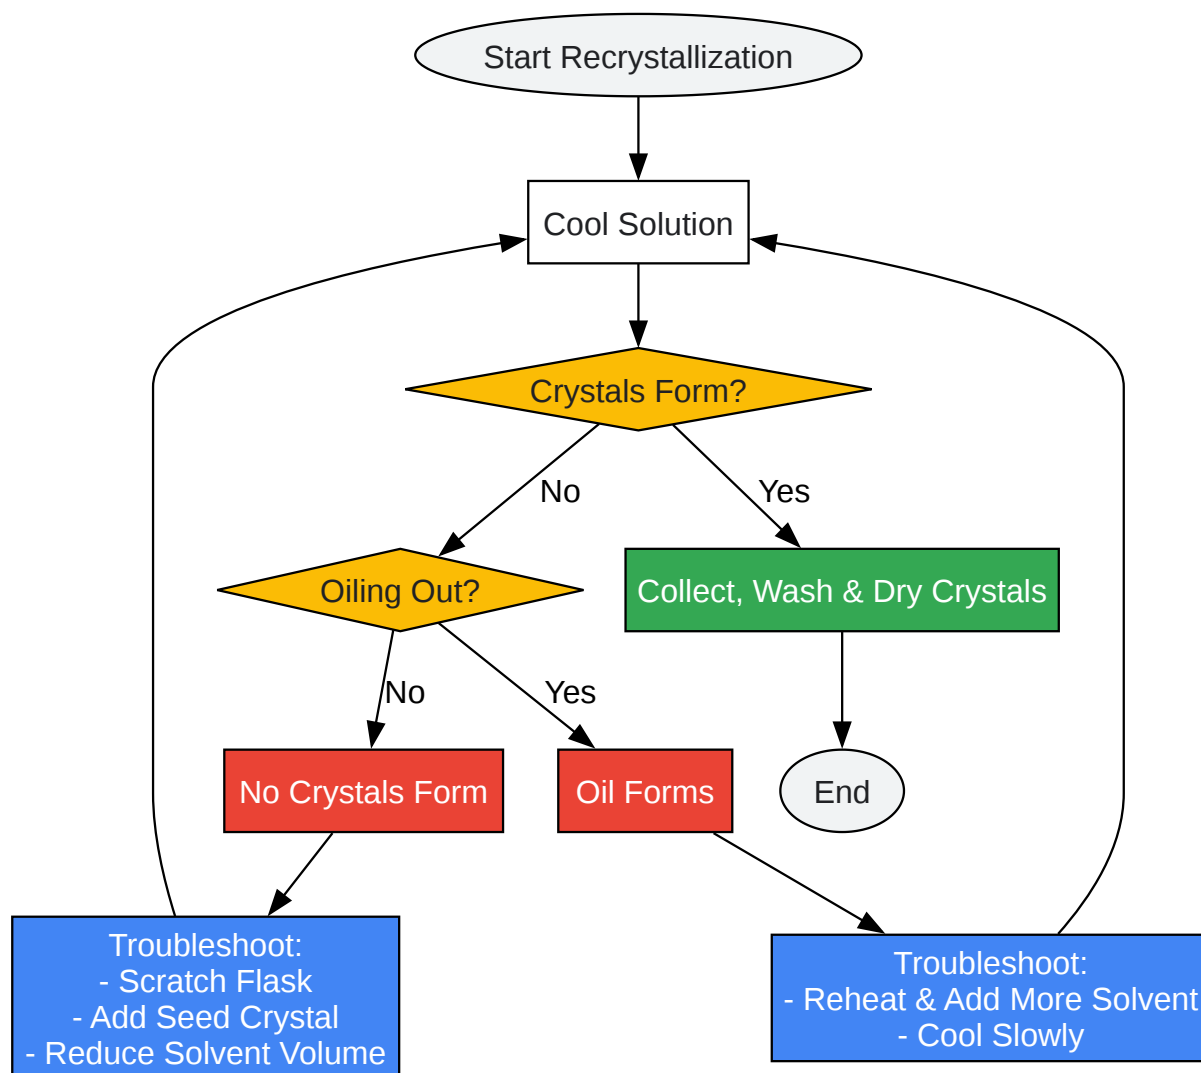 Start Recrystallization
Cool Solution
Crystals Form?
No
Yes
Oiling Out?
Collect, Wash & Dry Crystals
No
Yes
No Crystals Form
Oil Forms
End
Troubleshoot:
- Scratch Flask
- Add Seed Crystal
- Reduce Solvent Volume
Troubleshoot:
- Reheat & Add More Solvent
- Cool Slowly